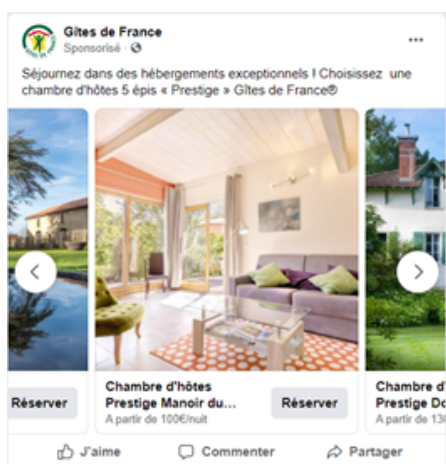 Gîtes de France
Sponsorisé ·
Séjournez dans des hébergements exceptionnels ! Choisissez une
chambre d'hôtes 5 épis « Prestige » Gîtes de France®
Réserver
Chambre d'hôtes
Prestige Manoir du...
A partir de 100€/nuit
Réserver
Chambre d'
Prestige Do
A partir de 13
J'aime
Commenter
Partager